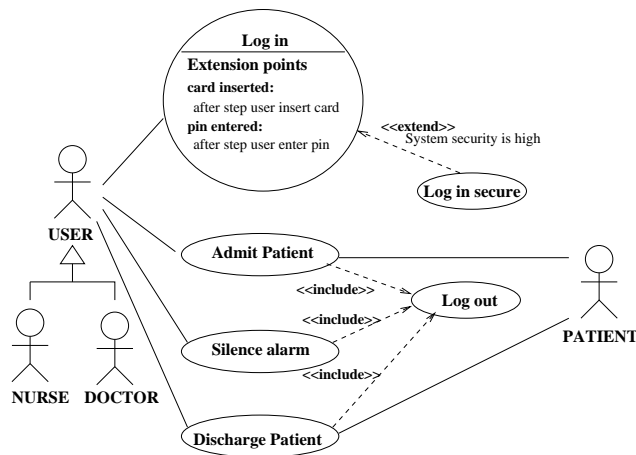 Log in
Extension points
card inserted:
after step user insert card
pin entered:
after step user enter pin
<<extend>>
System security is high
Log in secure
USER
Admit Patient
<<include>>
Log out
<<include>>
Silence alarm
PATIENT
<<include>>
NURSE
DOCTOR
Discharge Patient